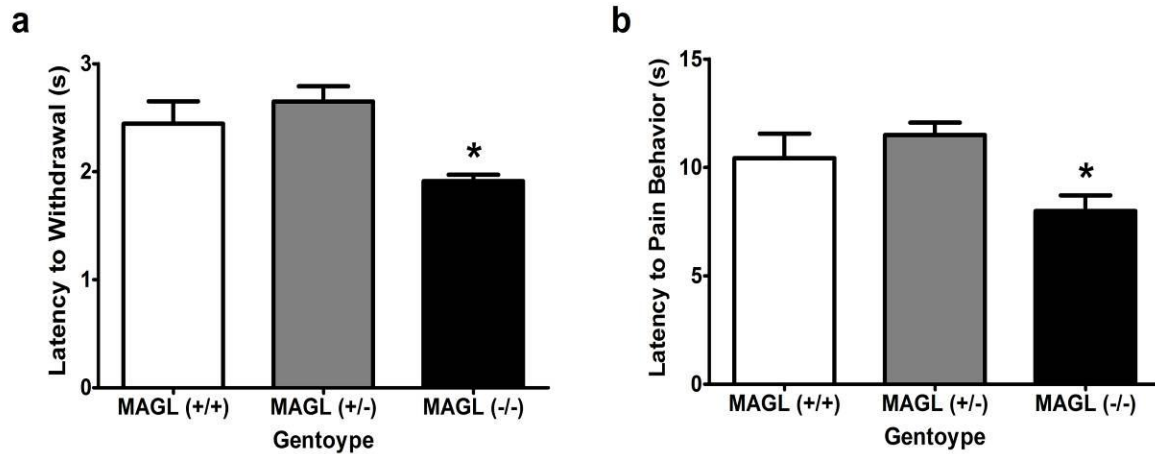 a
Latency to Withdrawal (s)
3
2
1
0
*
MAGL (+/+) MAGL (+/-) MAGL (-/-)
Gentoype
b
Latency to Pain Behavior (s)
15
10
5
0
*
MAGL (+/+) MAGL (+/-) MAGL (-/-)
Gentoype